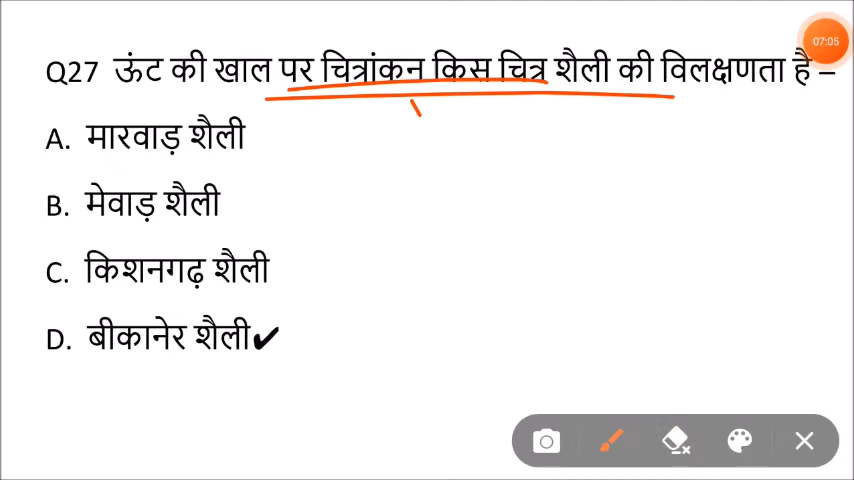 07:05
Q27 ऊंट की खाल पर चित्रांकन किस चित्र शैली की विलक्षणता है –
A. मारवाड़ शैली
B. मेवाड़ शैली
C. किशनगढ़ शैली
D. बीकानेर शैली✔